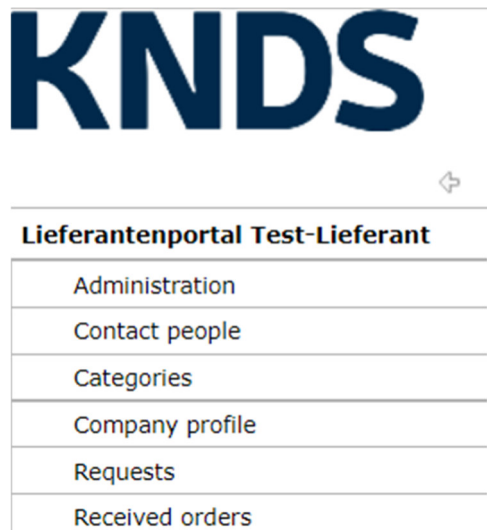 KNDS
Lieferantenportal Test-Lieferant
Administration
Contact people
Categories
Company profile
Requests
Received orders